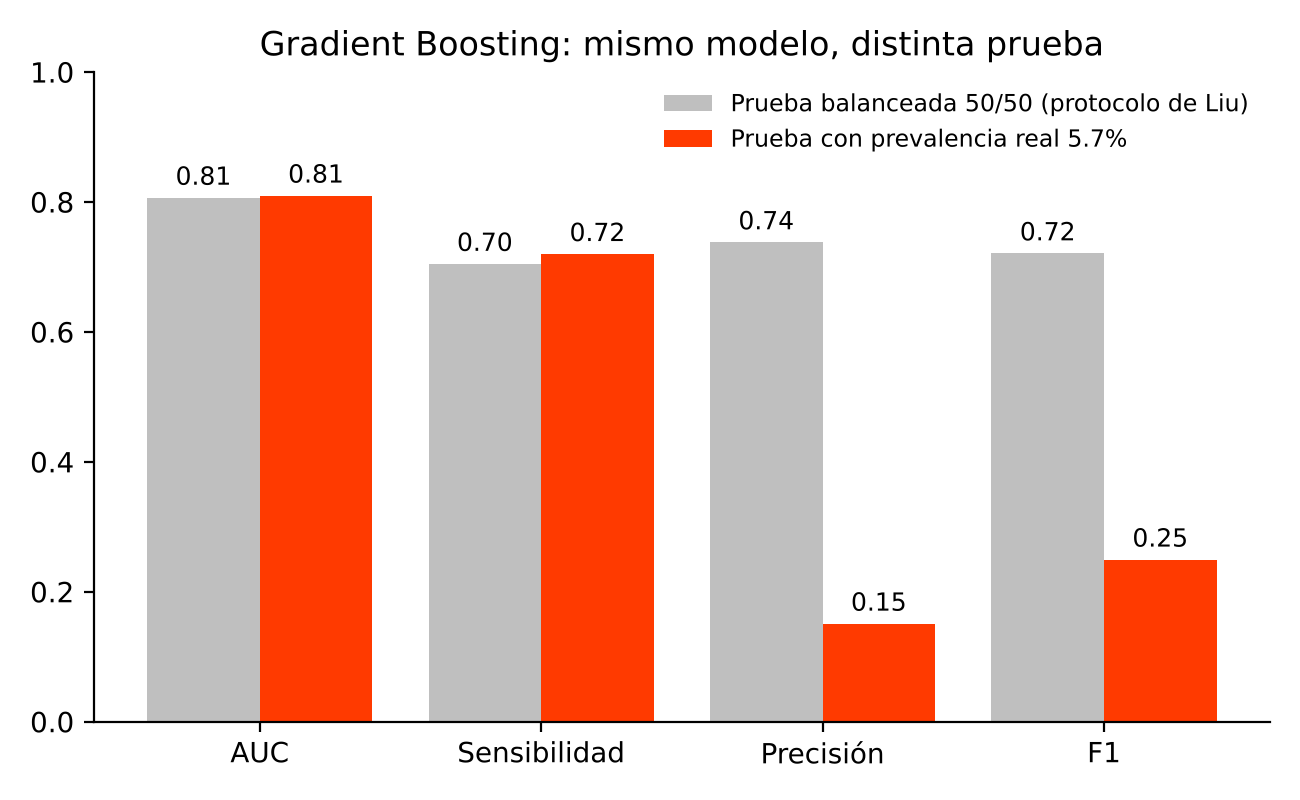 Gradient Boosting: mismo modelo, distinta prueba
Prueba balanceada 50/50 (protocolo de Liu)
Prueba con prevalencia real 5.7%
1.0
0.8
0.6
0.4
0.2
0.0
0.81
0.81
0.70
0.72
0.74
0.15
0.72
0.25
AUC
Sensibilidad
Precisión
F1